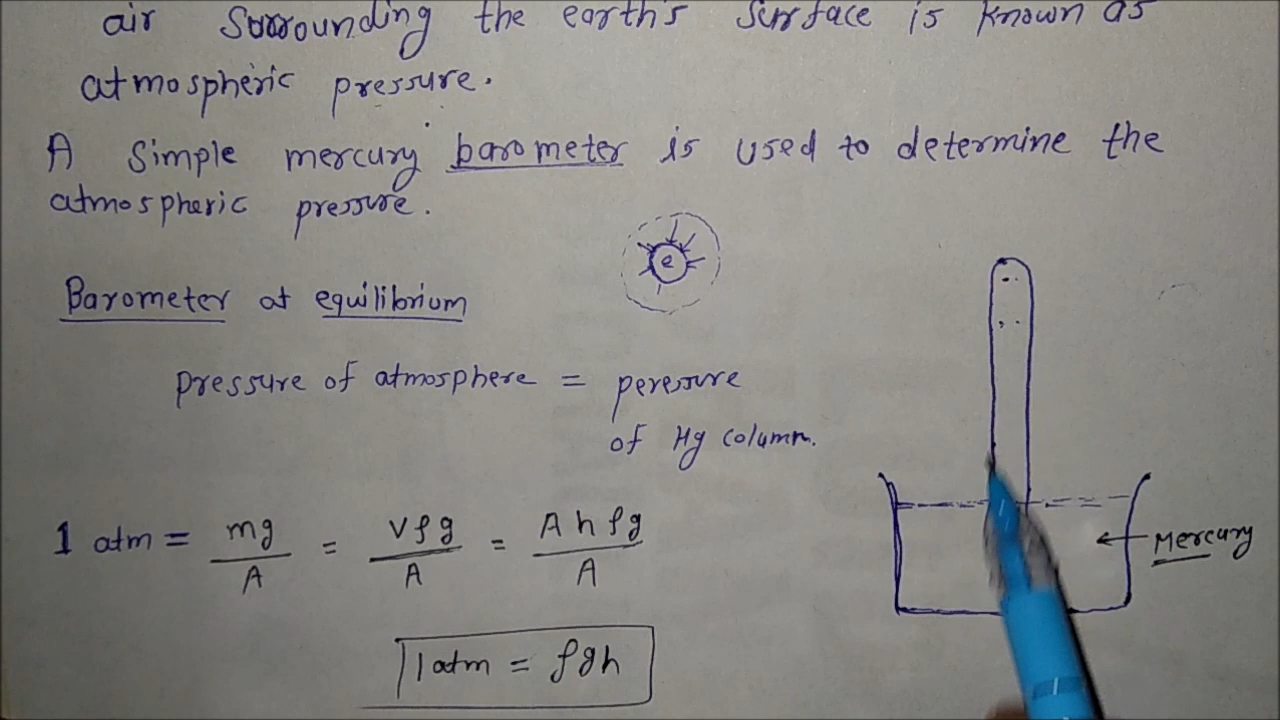 air surrounding the earth's surface is known as
atmospheric pressure.
A simple mercury barometer is used to determine the
atmospheric pressure.
e
Barometer at equilibrium
pressure of atmosphere = peressure
of Hg column.
1 atm = mg/A = Vρg/A = Ahρg/A
Mercury
1 atm = ρgh